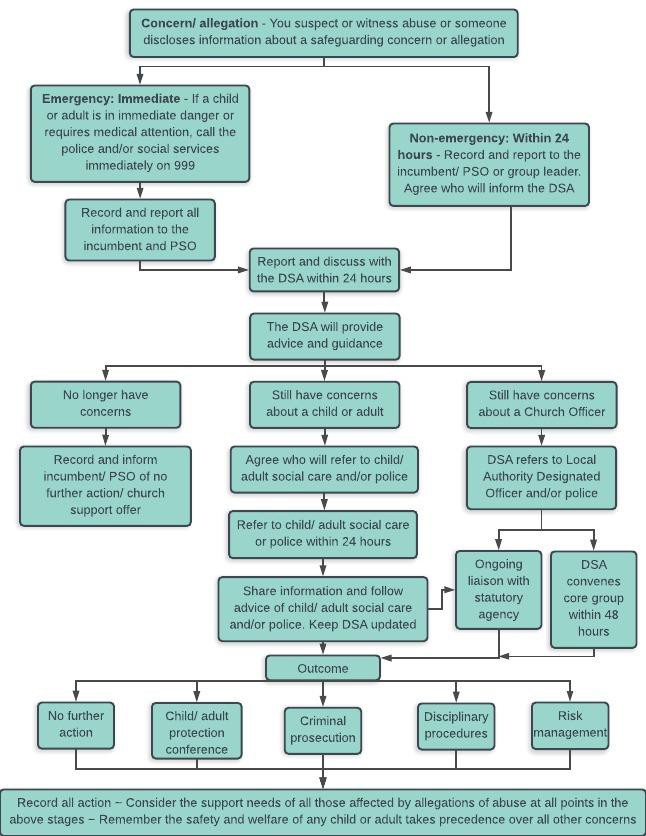 Concern/ allegation - You suspect or witness abuse or someone
discloses information about a safeguarding concern or allegation
Emergency: Immediate - If a child
or adult is in immediate danger or
requires medical attention, call the
police and/or social services
immediately on 999
Non-emergency: Within 24
hours - Record and report to the
incumbent/ PSO or group leader.
Agree who will inform the DSA
Record and report all
information to the
incumbent and PSO
Report and discuss with
the DSA within 24 hours
The DSA will provide
advice and guidance
No longer have
concerns
Still have concerns
about a child or adult
Still have concerns
about a Church Officer
Record and inform
incumbent/ PSO of no
further action/ church
support offer
Agree who will refer to child/
adult social care and/or police
DSA refers to Local
Authority Designated
Officer and/or police
Refer to child/ adult social care
or police within 24 hours
Share information and follow
advice of child/ adult social care
and/or police. Keep DSA updated
Ongoing
liaison with
statutory
agency
DSA
convenes
core group
within 48
hours
Outcome
No further
action
Child/ adult
protection
conference
Criminal
prosecution
Disciplinary
procedures
Risk
management
Record all action ~ Consider the support needs of all those affected by allegations of abuse at all points in the
above stages ~ Remember the safety and welfare of any child or adult takes precedence over all other concerns